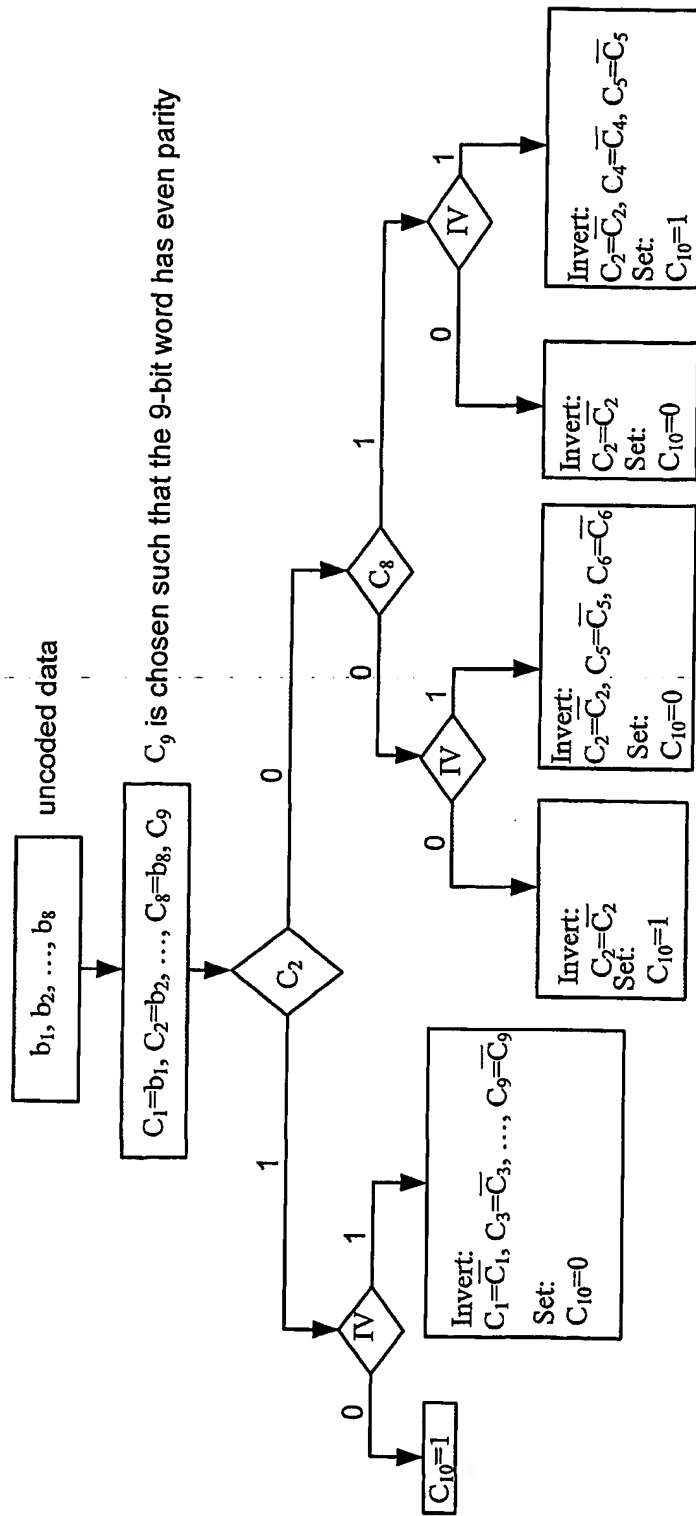 uncoded data
b₁, b₂, ..., b₈
C₉ is chosen such that the 9-bit word has even parity
C₁=b₁, C₂=b₂, ..., C₈=b₈, C₉
C₂
1
0
C₈
0
1
IV
0
1
IV
0
1
IV
0
1
C₁₀=1
Invert:
C₁=C̅₁, C₃=C̅₃, ..., C₉=C̅₉
Set:
C₁₀=0
Invert:
C₂=C̅₂
Set:
C₁₀=1
Invert:
C₂=C̅₂, C₅=C̅₅, C₆=C̅₆
Set:
C₁₀=0
Invert:
C₂=C̅₂
Set:
C₁₀=0
Invert:
C₂=C̅₂, C₄=C̅₄, C₅=C̅₅
Set:
C₁₀=1